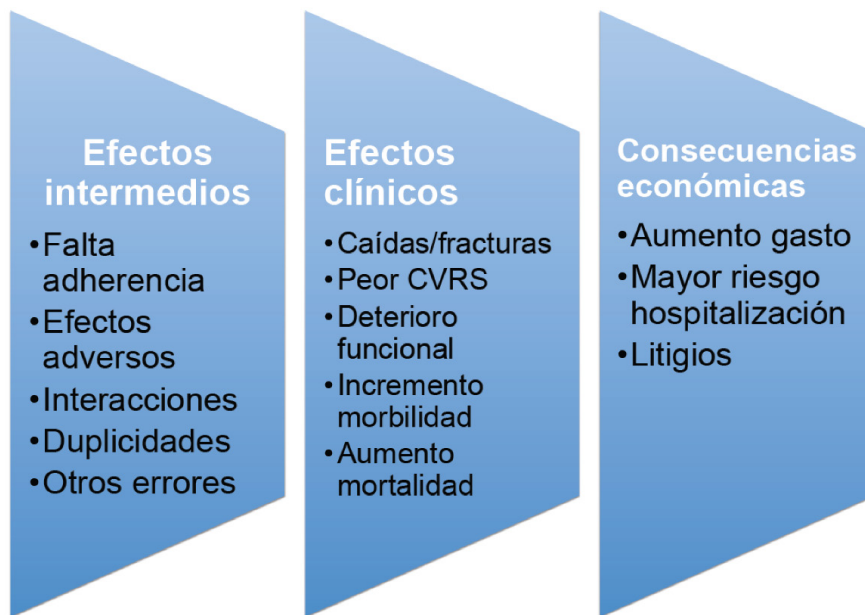 Efectos
intermedios
•Falta
adherencia
•Efectos
adversos
•Interacciones
•Duplicidades
•Otros errores
Efectos
clínicos
•Caídas/fracturas
•Peor CVRS
•Deterioro
funcional
•Incremento
morbilidad
•Aumento
mortalidad
Consecuencias
económicas
•Aumento gasto
•Mayor riesgo
hospitalización
•Litigios